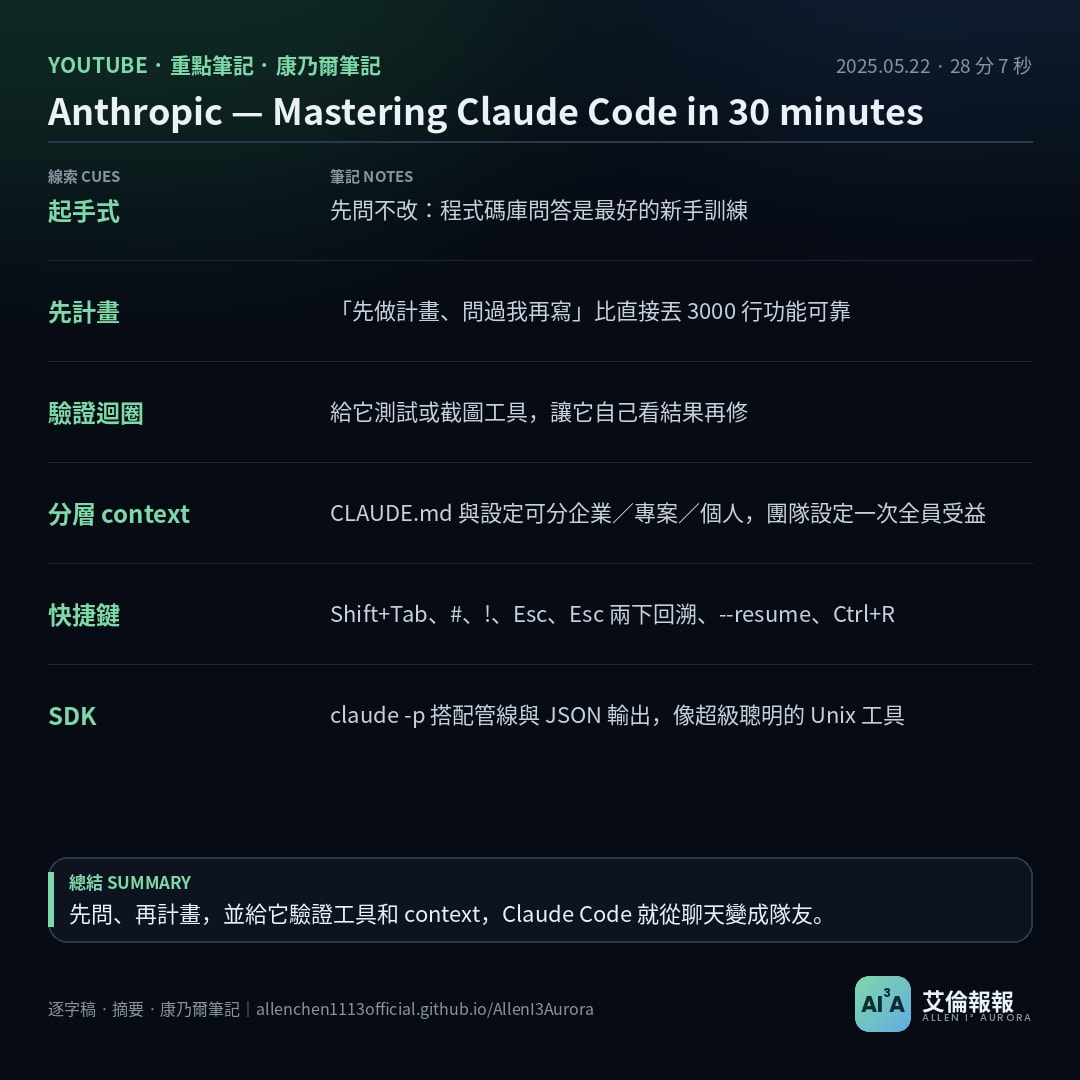 YOUTUBE · 重點筆記 · 康乃爾筆記
2025.05.22 · 28 分 7 秒
Anthropic — Mastering Claude Code in 30 minutes
線索 CUES
筆記 NOTES
起手式
先問不改：程式碼庫問答是最好的新手訓練
先計畫
「先做計畫、問過我再寫」比直接丟 3000 行功能可靠
驗證迴圈
給它測試或截圖工具，讓它自己看結果再修
分層 context
CLAUDE.md 與設定可分企業／專案／個人，團隊設定一次全員受益
快捷鍵
Shift+Tab、#、!、Esc、Esc 兩下回溯、--resume、Ctrl+R
SDK
claude -p 搭配管線與 JSON 輸出，像超級聰明的 Unix 工具
總結 SUMMARY
先問、再計畫，並給它驗證工具和 context，Claude Code 就從聊天變成隊友。
逐字稿 · 摘要 · 康乃爾筆記｜allenchen1113official.github.io/AllenI3Aurora
AI³A
艾倫報報
ALLEN I³ AURORA